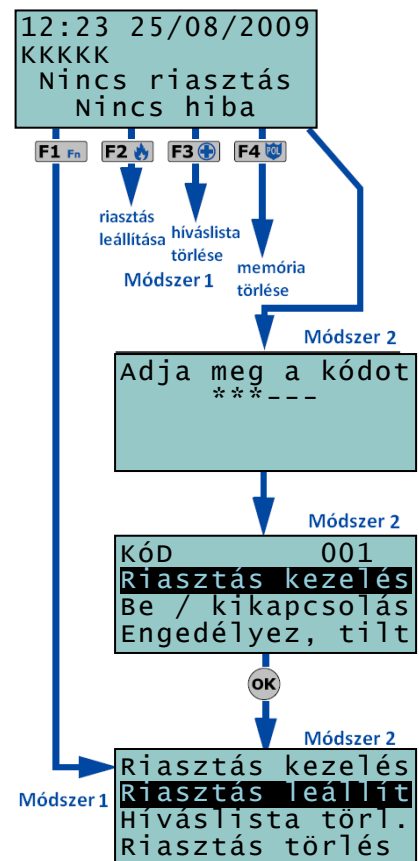 12:23 25/08/2009
KKKKK
Nincs riasztás
Nincs hiba
F1 Fn F2 F3 F4 POL
riasztás
leállítása
híváslista
törlése
memória
törlése
Módszer 1
Módszer 2
Adja meg a kódot
***---
Módszer 2
KÓD 001
Riasztás kezelés
Be / kikapcsolás
Engedélyez, tilt
OK
Módszer 2
Módszer 1
Riasztás kezelés
Riasztás leállít
Híváslista törl.
Riasztás törlés